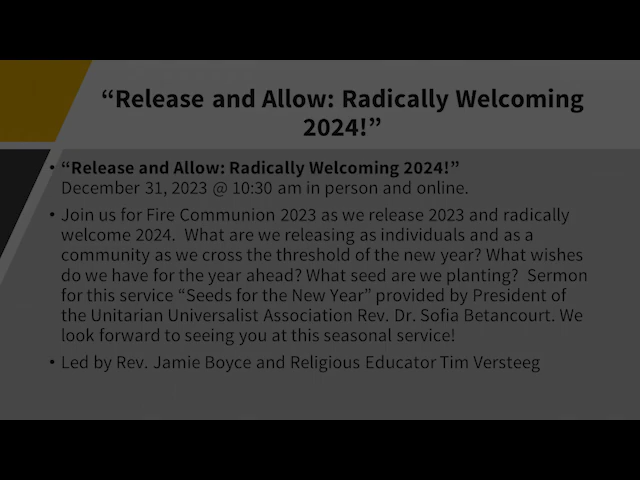 “Release and Allow: Radically Welcoming
2024!”
• “Release and Allow: Radically Welcoming 2024!”
December 31, 2023 @ 10:30 am in person and online.
• Join us for Fire Communion 2023 as we release 2023 and radically
welcome 2024.  What are we releasing as individuals and as a
community as we cross the threshold of the new year? What wishes
do we have for the year ahead? What seed are we planting?  Sermon
for this service “Seeds for the New Year” provided by President of
the Unitarian Universalist Association Rev. Dr. Sofia Betancourt. We
look forward to seeing you at this seasonal service!
• Led by Rev. Jamie Boyce and Religious Educator Tim Versteeg